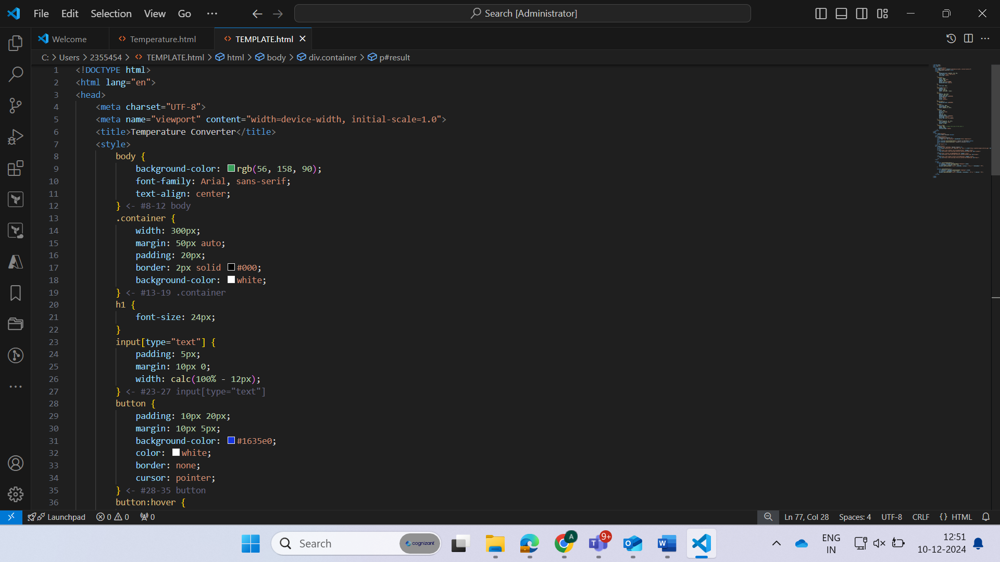 File Edit Selection View Go ··· Search [Administrator]
Welcome Temperature.html TEMPLATE.html
C: > Users > 2355454 > TEMPLATE.html > html > body > div.container > p#result
1 <!DOCTYPE html>
2 <html lang="en">
3 <head>
4 <meta charset="UTF-8">
5 <meta name="viewport" content="width=device-width, initial-scale=1.0">
6 <title>Temperature Converter</title>
7 <style>
8 body {
9 background-color: rgb(56, 158, 90);
10 font-family: Arial, sans-serif;
11 text-align: center;
12 } <- #8-12 body
13 .container {
14 width: 300px;
15 margin: 50px auto;
16 padding: 20px;
17 border: 2px solid #000;
18 background-color: white;
19 } <- #13-19 .container
20 h1 {
21 font-size: 24px;
22 }
23 input[type="text"] {
24 padding: 5px;
25 margin: 10px 0;
26 width: calc(100% - 12px);
27 } <- #23-27 input[type="text"]
28 button {
29 padding: 10px 20px;
30 margin: 10px 5px;
31 background-color: #1635e0;
32 color: white;
33 border: none;
34 cursor: pointer;
35 } <- #28-35 button
36 button:hover {
Launchpad 0 0 0 Ln 77, Col 28 Spaces: 4 UTF-8 CRLF {} HTML
Search cognizant A 9+ ENG IN 12:51
10-12-2024